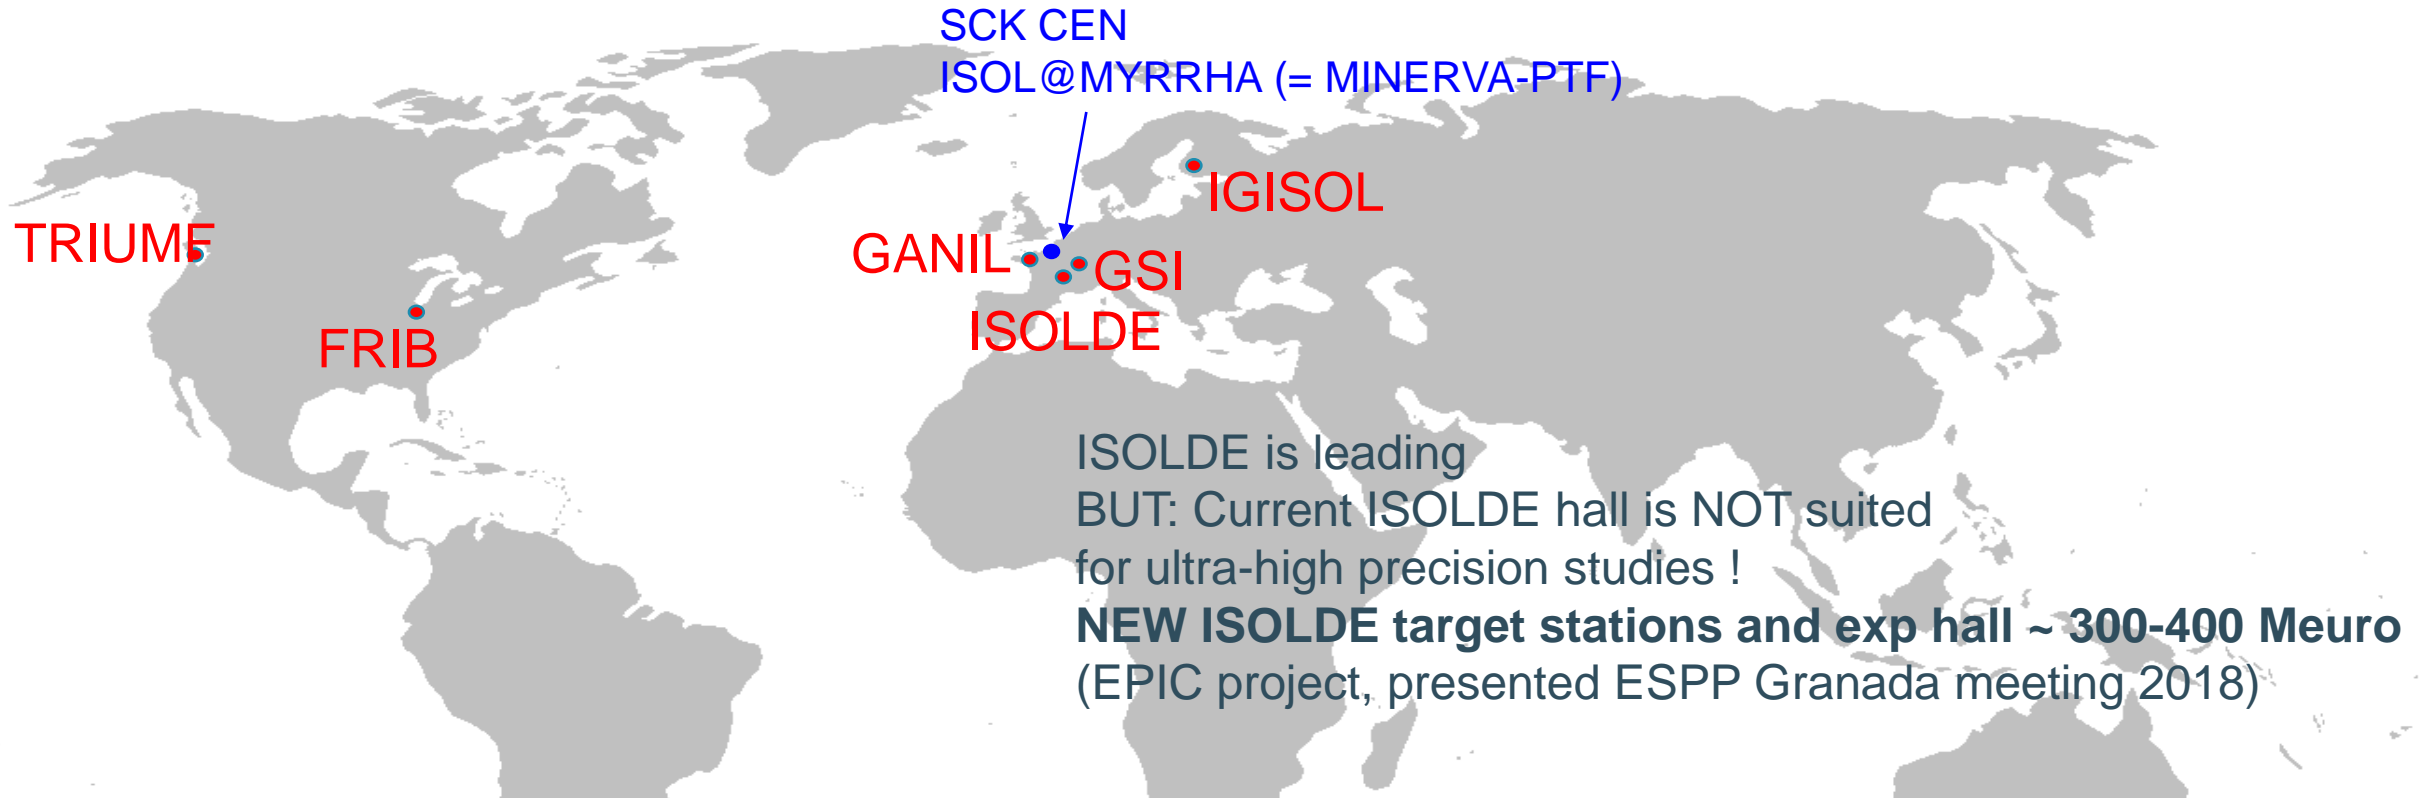 SCK CEN
ISOL@MYRRHA (= MINERVA-PTF)
IGISOL
TRIUMF
GANIL
GSI
ISOLDE
FRIB
ISOLDE is leading
BUT: Current ISOLDE hall is NOT suited
for ultra-high precision studies !
NEW ISOLDE target stations and exp hall ~ 300-400 Meuro
(EPIC project, presented ESPP Granada meeting 2018)